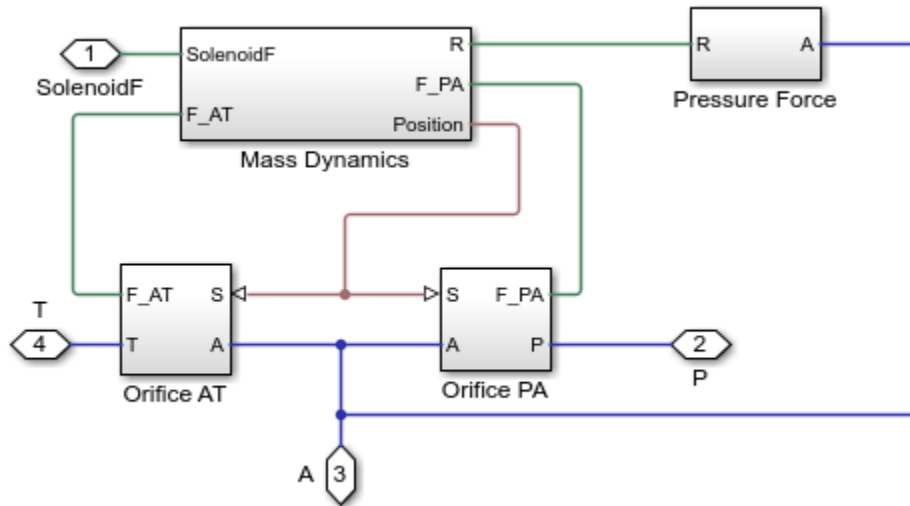 1
SolenoidF
SolenoidF
F_AT
R
F_PA
Position
Mass Dynamics
R
A
Pressure Force
T
4
F_AT
S
T
A
Orifice AT
S
F_PA
A
P
Orifice PA
2
P
A
3